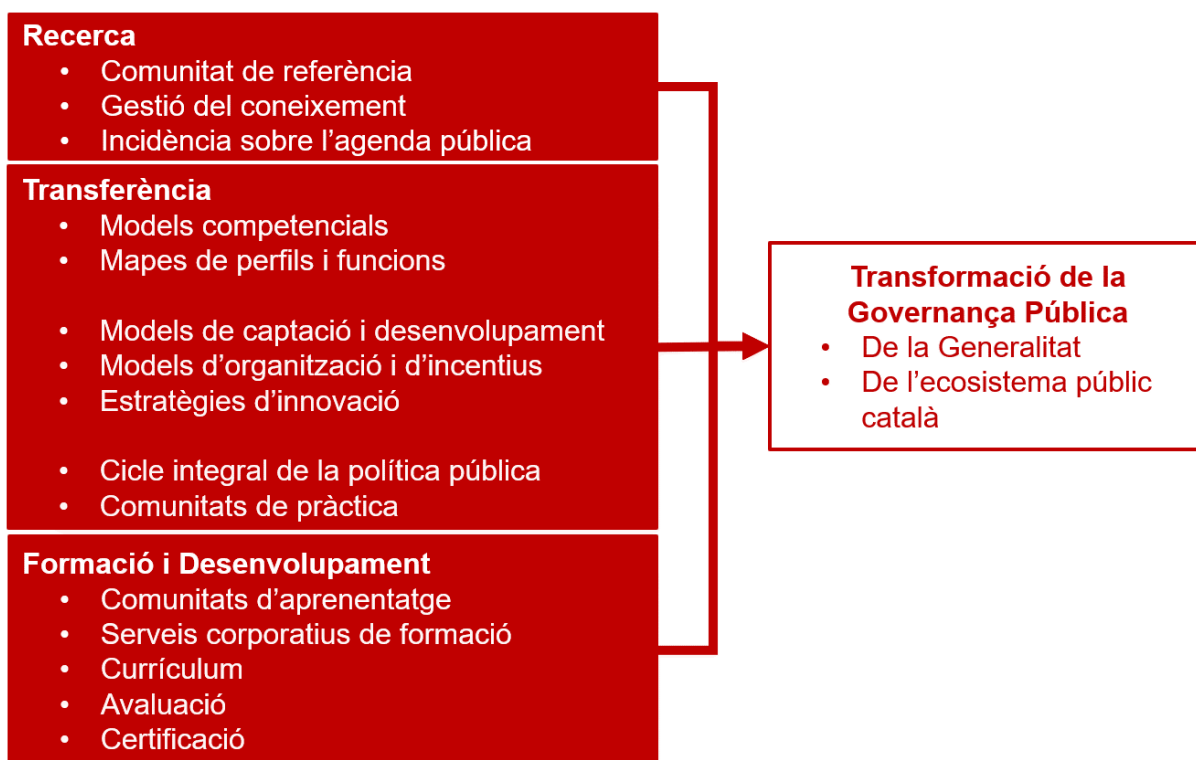 Recerca
• Comunitat de referència
• Gestió del coneixement
• Incidència sobre l’agenda pública
Transferència
• Models competencials
• Mapes de perfils i funcions
• Models de captació i desenvolupament
• Models d’organització i d’incentius
• Estratègies d’innovació
• Cicle integral de la política pública
• Comunitats de pràctica
Formació i Desenvolupament
• Comunitats d’aprenentatge
• Serveis corporatius de formació
• Currículum
• Avaluació
• Certificació
Transformació de la
Governança Pública
• De la Generalitat
• De l’ecosistema públic
català